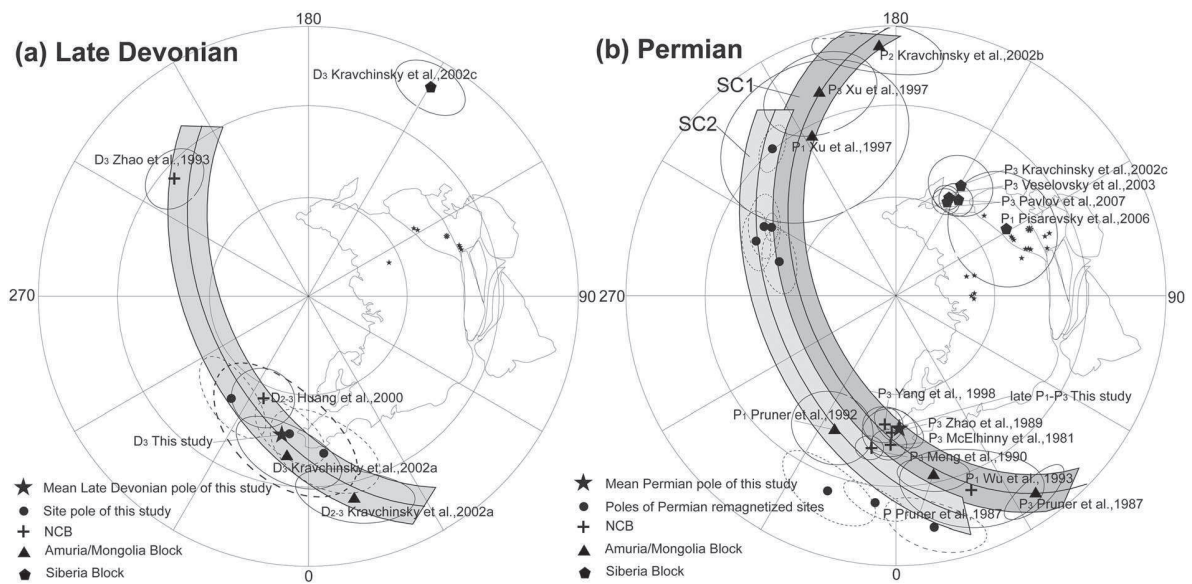 (a) Late Devonian
180
D3 Kravchinsky et al.,2002c
D3 Zhao et al.,1993
270
90
D2-3 Huang et al.,2000
D3 This study
D3 Kravchinsky et al.,2002a
D2-3 Kravchinsky et al.,2002a
0
Mean Late Devonian pole of this study
Site pole of this study
NCB
Amuria/Mongolia Block
Siberia Block
(b) Permian
180
P2 Kravchinsky et al.,2002b
SC1
P3 Xu et al.,1997
SC2
P1 Xu et al.,1997
P3 Kravchinsky et al.,2002c
P3 Veselovsky et al.,2003
P3 Pavlov et al.,2007
P1 Pisarevsky et al.,2006
270
90
P3 Yang et al., 1998
late P1-P3 This study
P1 Pruner et al.,1992
P3 Zhao et al.,1989
P3 McElhinny et al.,1981
P3 Meng et al.,1990
P1 Wu et al., 1993
P3 Pruner et al.,1987
P Pruner et al.,1987
0
Mean Permian pole of this study
Poles of Permian remagnetized sites
NCB
Amuria/Mongolia Block
Siberia Block